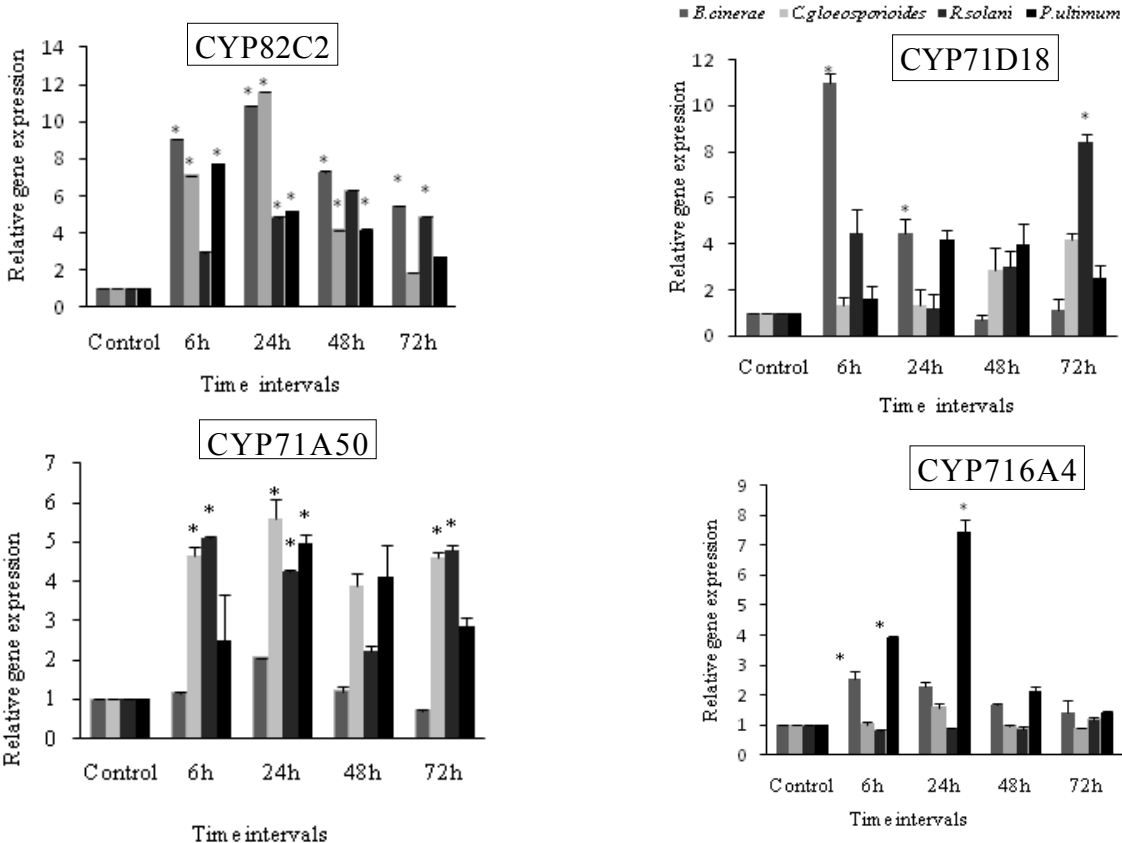 B.cinerae C.gloeosporioides R.solani P.ultimum
CYP82C2
Relative gene expression
14
12
10
8
6
4
2
0
* * * * * * * * * * * *
Control 6h 24h 48h 72h
Time intervals
CYP71D18
Relative gene expression
12
10
8
6
4
2
0
* * *
Control 6h 24h 48h 72h
Time intervals
CYP71A50
Relative gene expression
7
6
5
4
3
2
1
0
* * * * * * *
Control 6h 24h 48h 72h
Time intervals
CYP716A4
Relative gene expression
9
8
7
6
5
4
3
2
1
0
* * *
Control 6h 24h 48h 72h
Time intervals